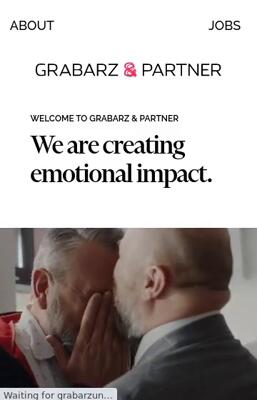 ABOUT
JOBS
GRABARZ & PARTNER
WELCOME TO GRABARZ & PARTNER
We are creating
emotional impact.
Waiting for grabarzun...